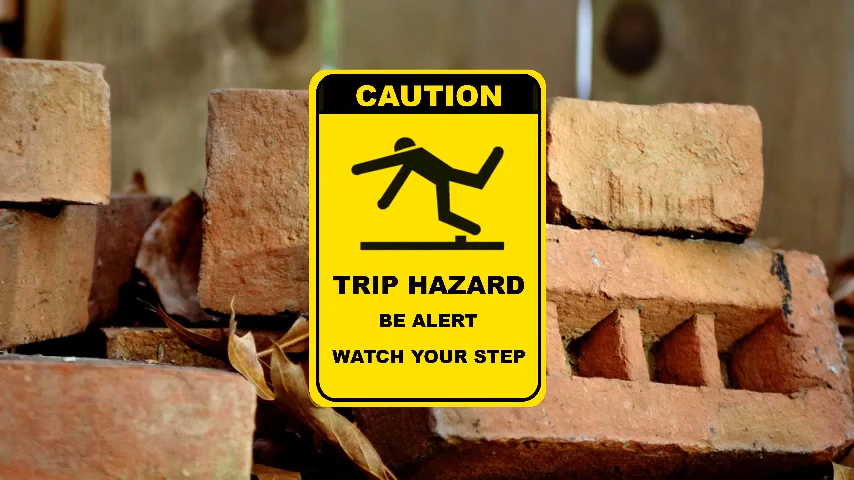 CAUTION
TRIP HAZARD
BE ALERT
WATCH YOUR STEP